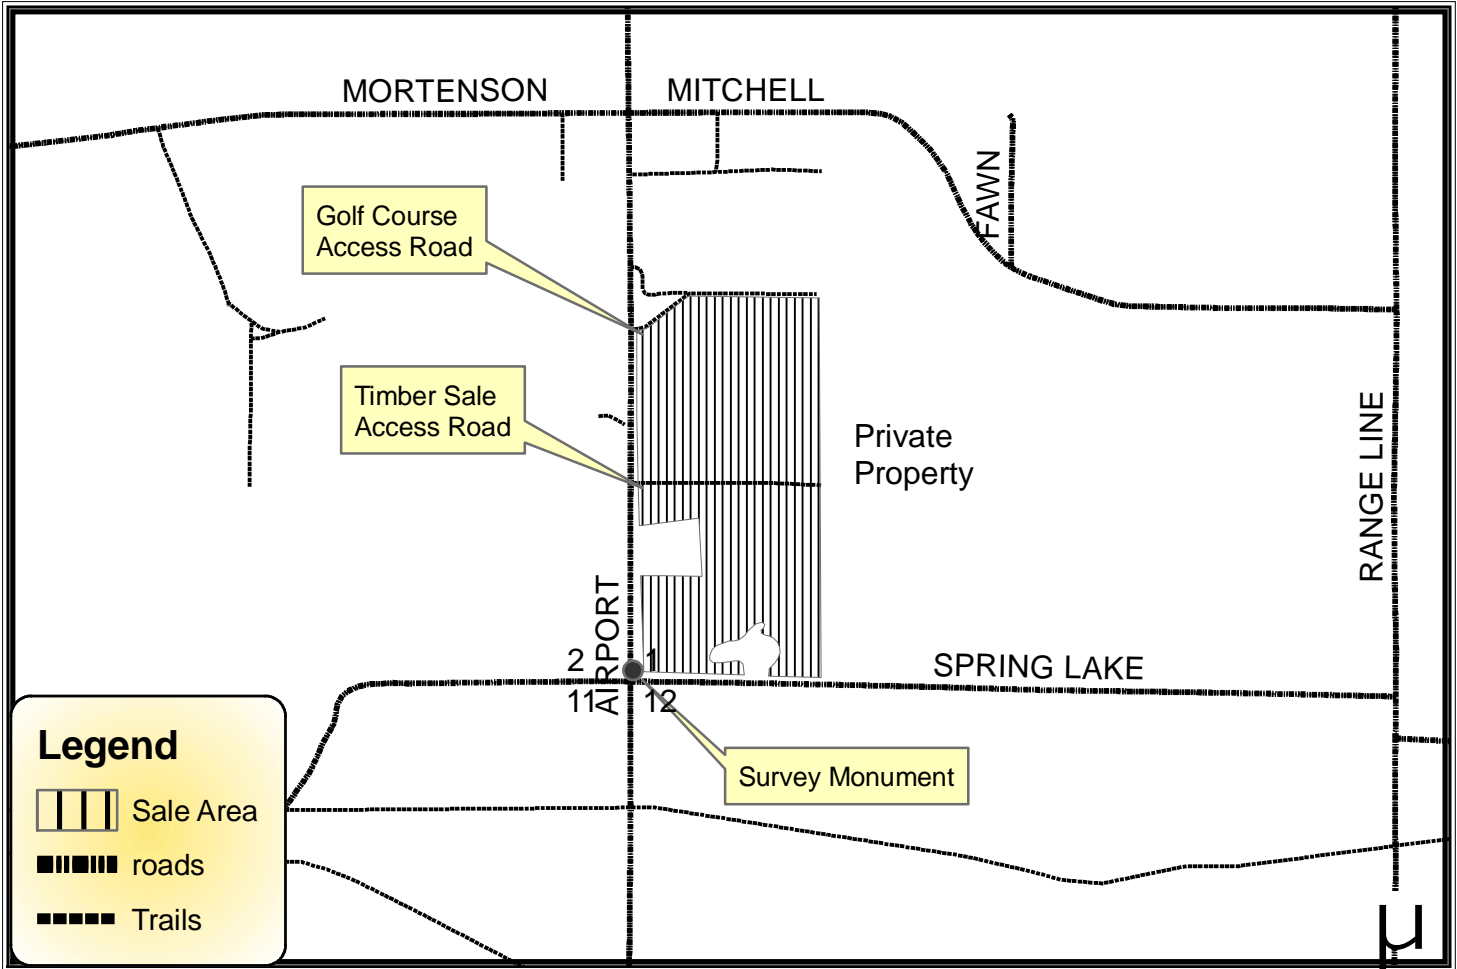 MORTENSON
MITCHELL
FAWN
Golf Course
Access Road
Timber Sale
Access Road
Private
Property
RANGE LINE
AIRPORT
2
1
11
12
SPRING LAKE
Survey Monument
Legend
Sale Area
roads
Trails
µ